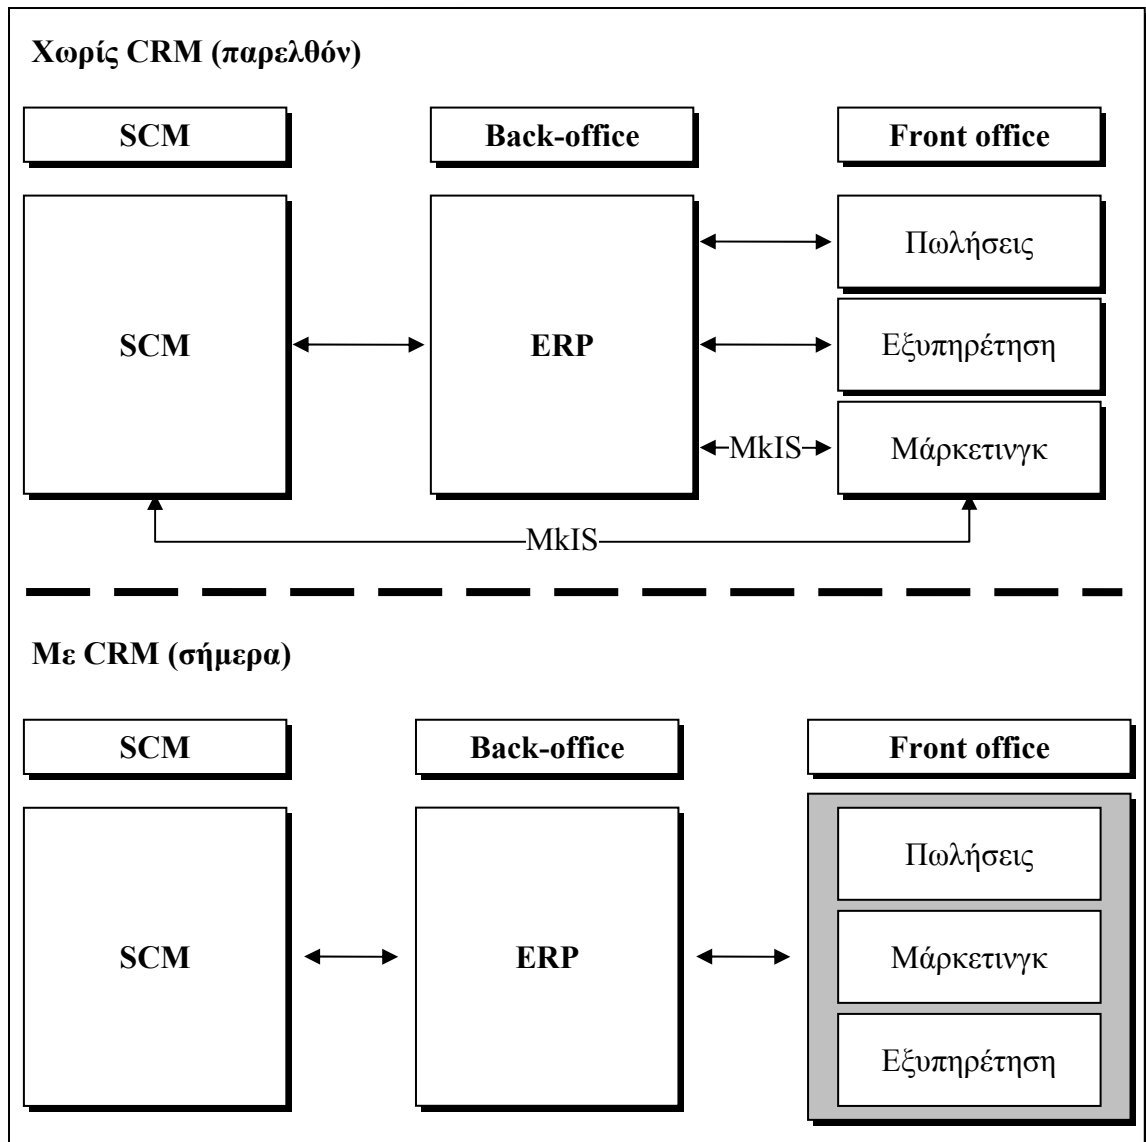 Χωρίς CRM (παρελθόν)
SCM Back-office Front office
Πωλήσεις
SCM ERP Εξυπηρέτηση
MkIS Μάρκετινγκ
MkIS
Με CRM (σήμερα)
SCM Back-office Front office
Πωλήσεις
SCM ERP Μάρκετινγκ
Εξυπηρέτηση